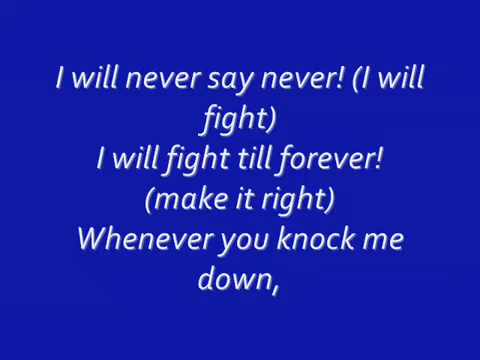 I will never say never! (I will
fight)
I will fight till forever!
(make it right)
Whenever you knock me
down,